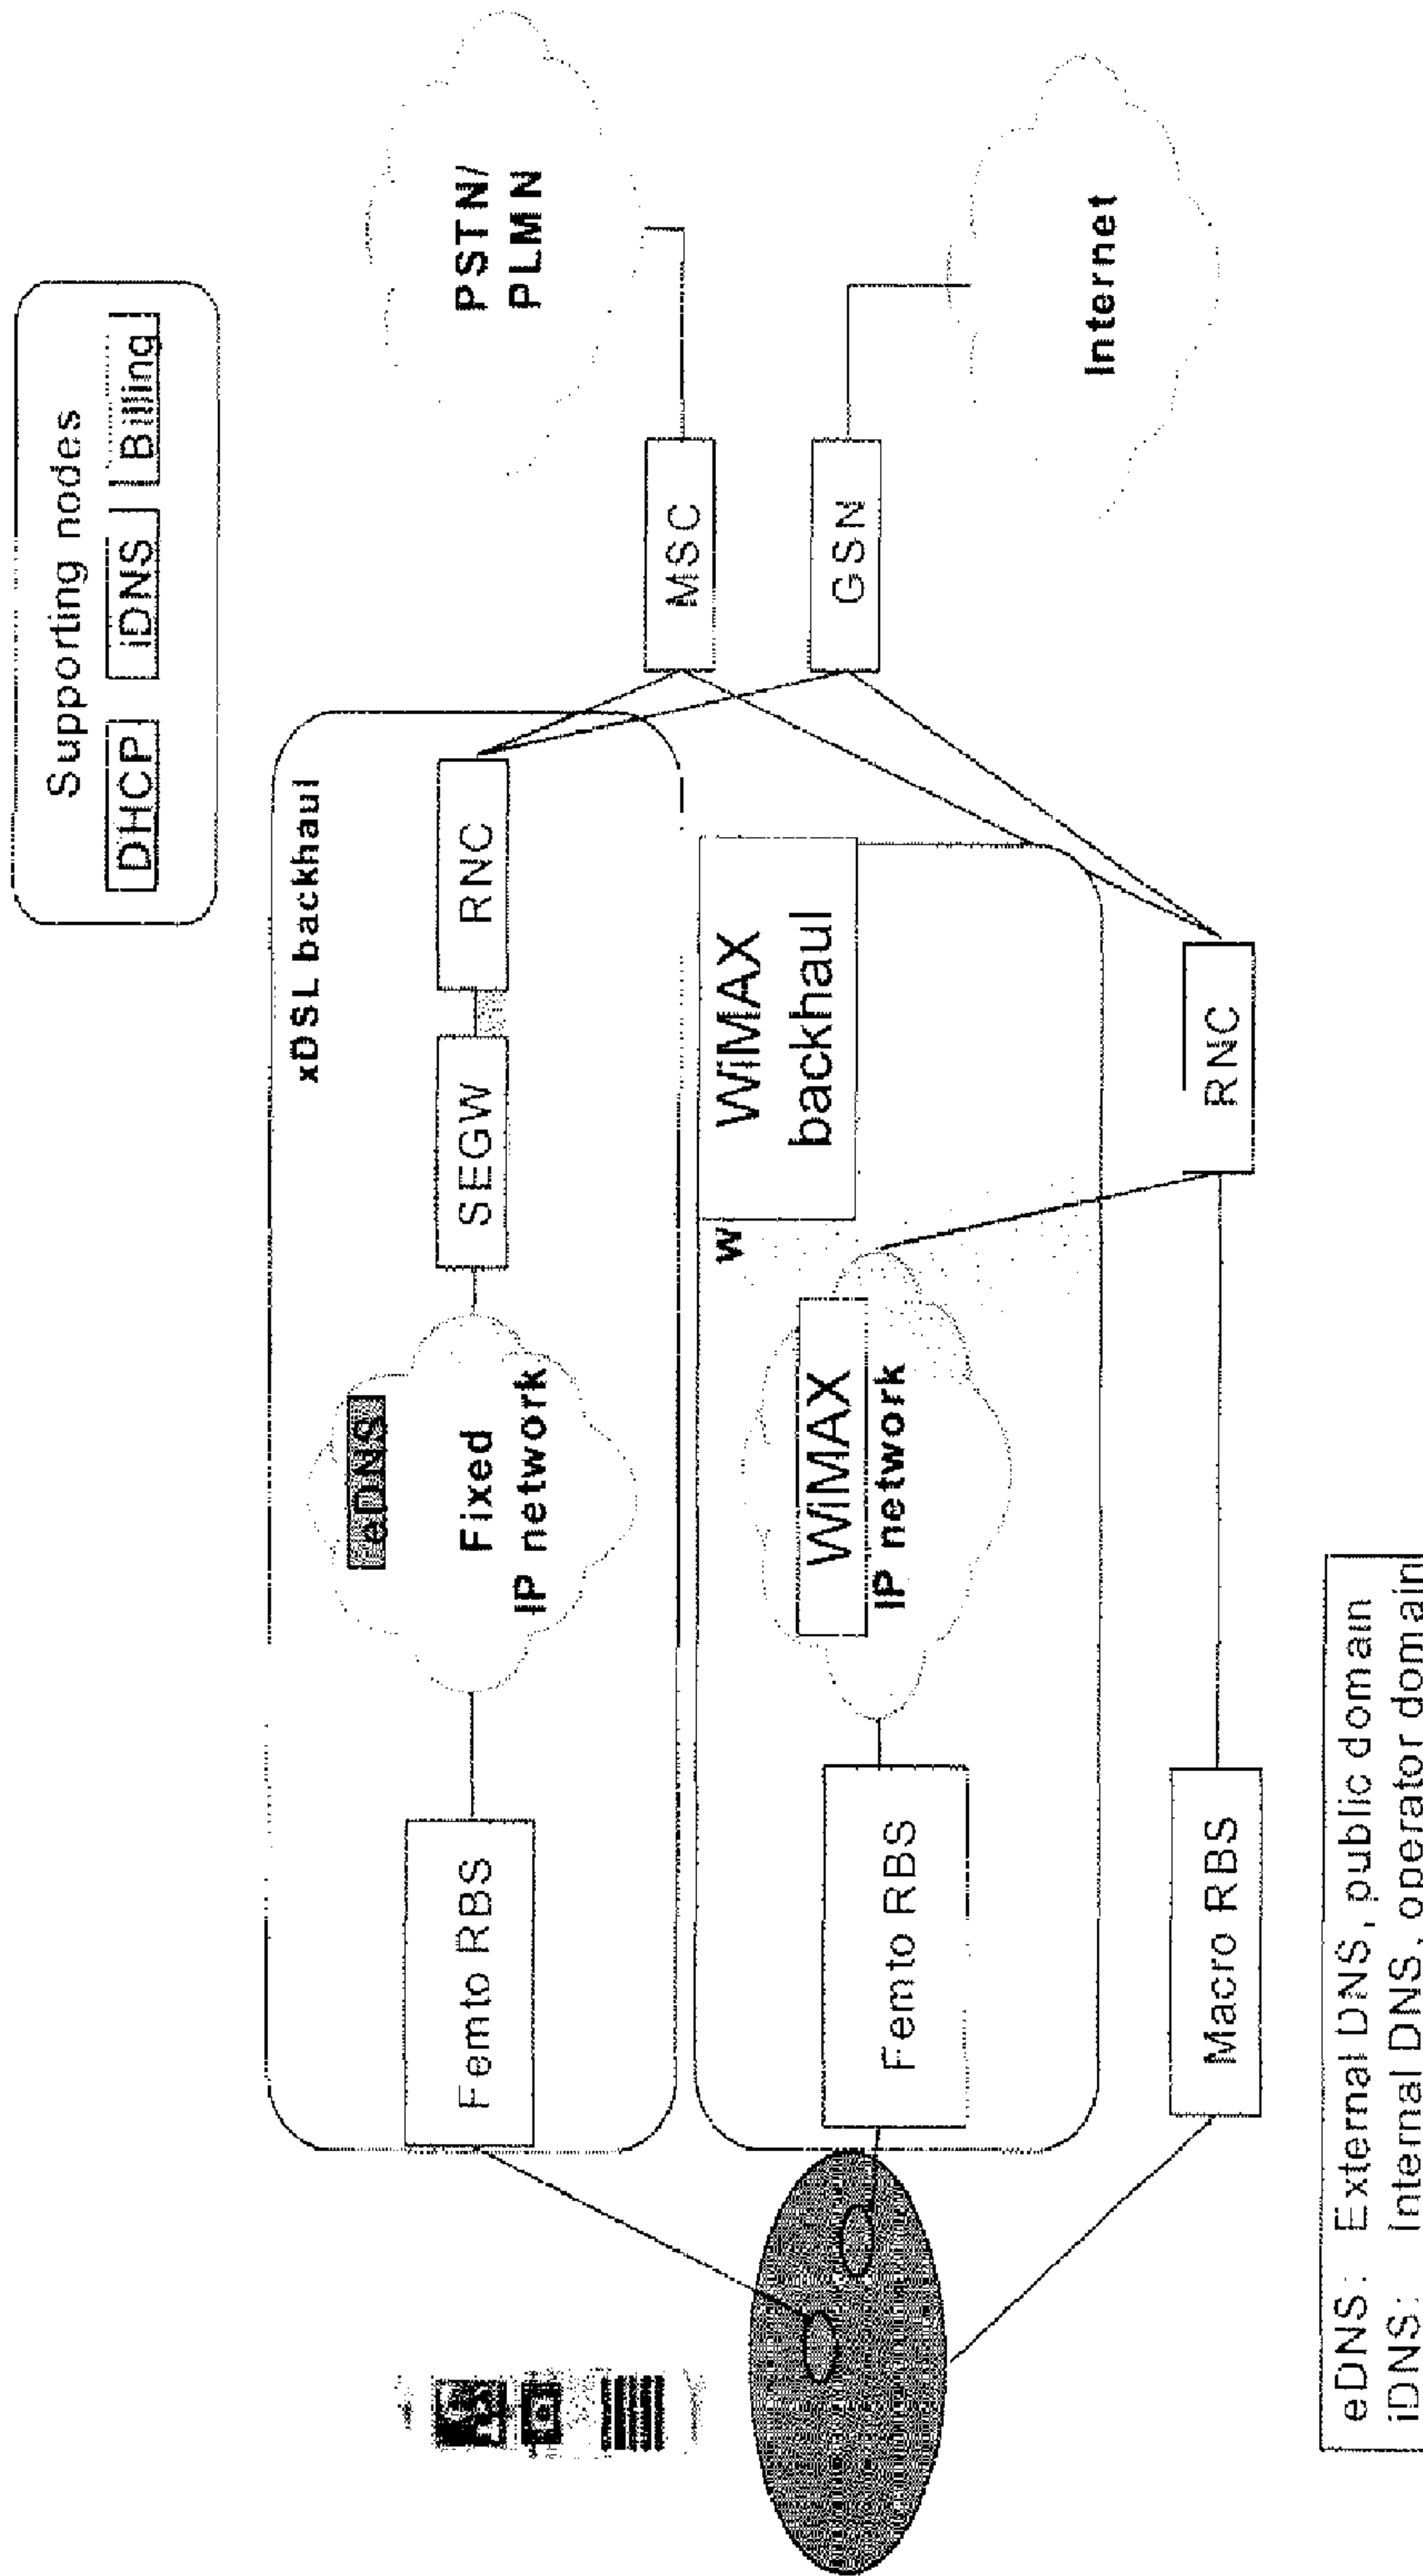 Supporting nodes
DHCP
iDNS
Billing
xDSL backhaul
eDNS
Fixed
IP network
Femto RBS
SEGW
RNC
MSC
PSTN/
PLMN
WiMAX
backhaul
W
WiMAX
IP network
Femto RBS
GSN
Internet
Macro RBS
RNC
eDNS: External DNS, public domain
iDNS: Internal DNS, operator domain